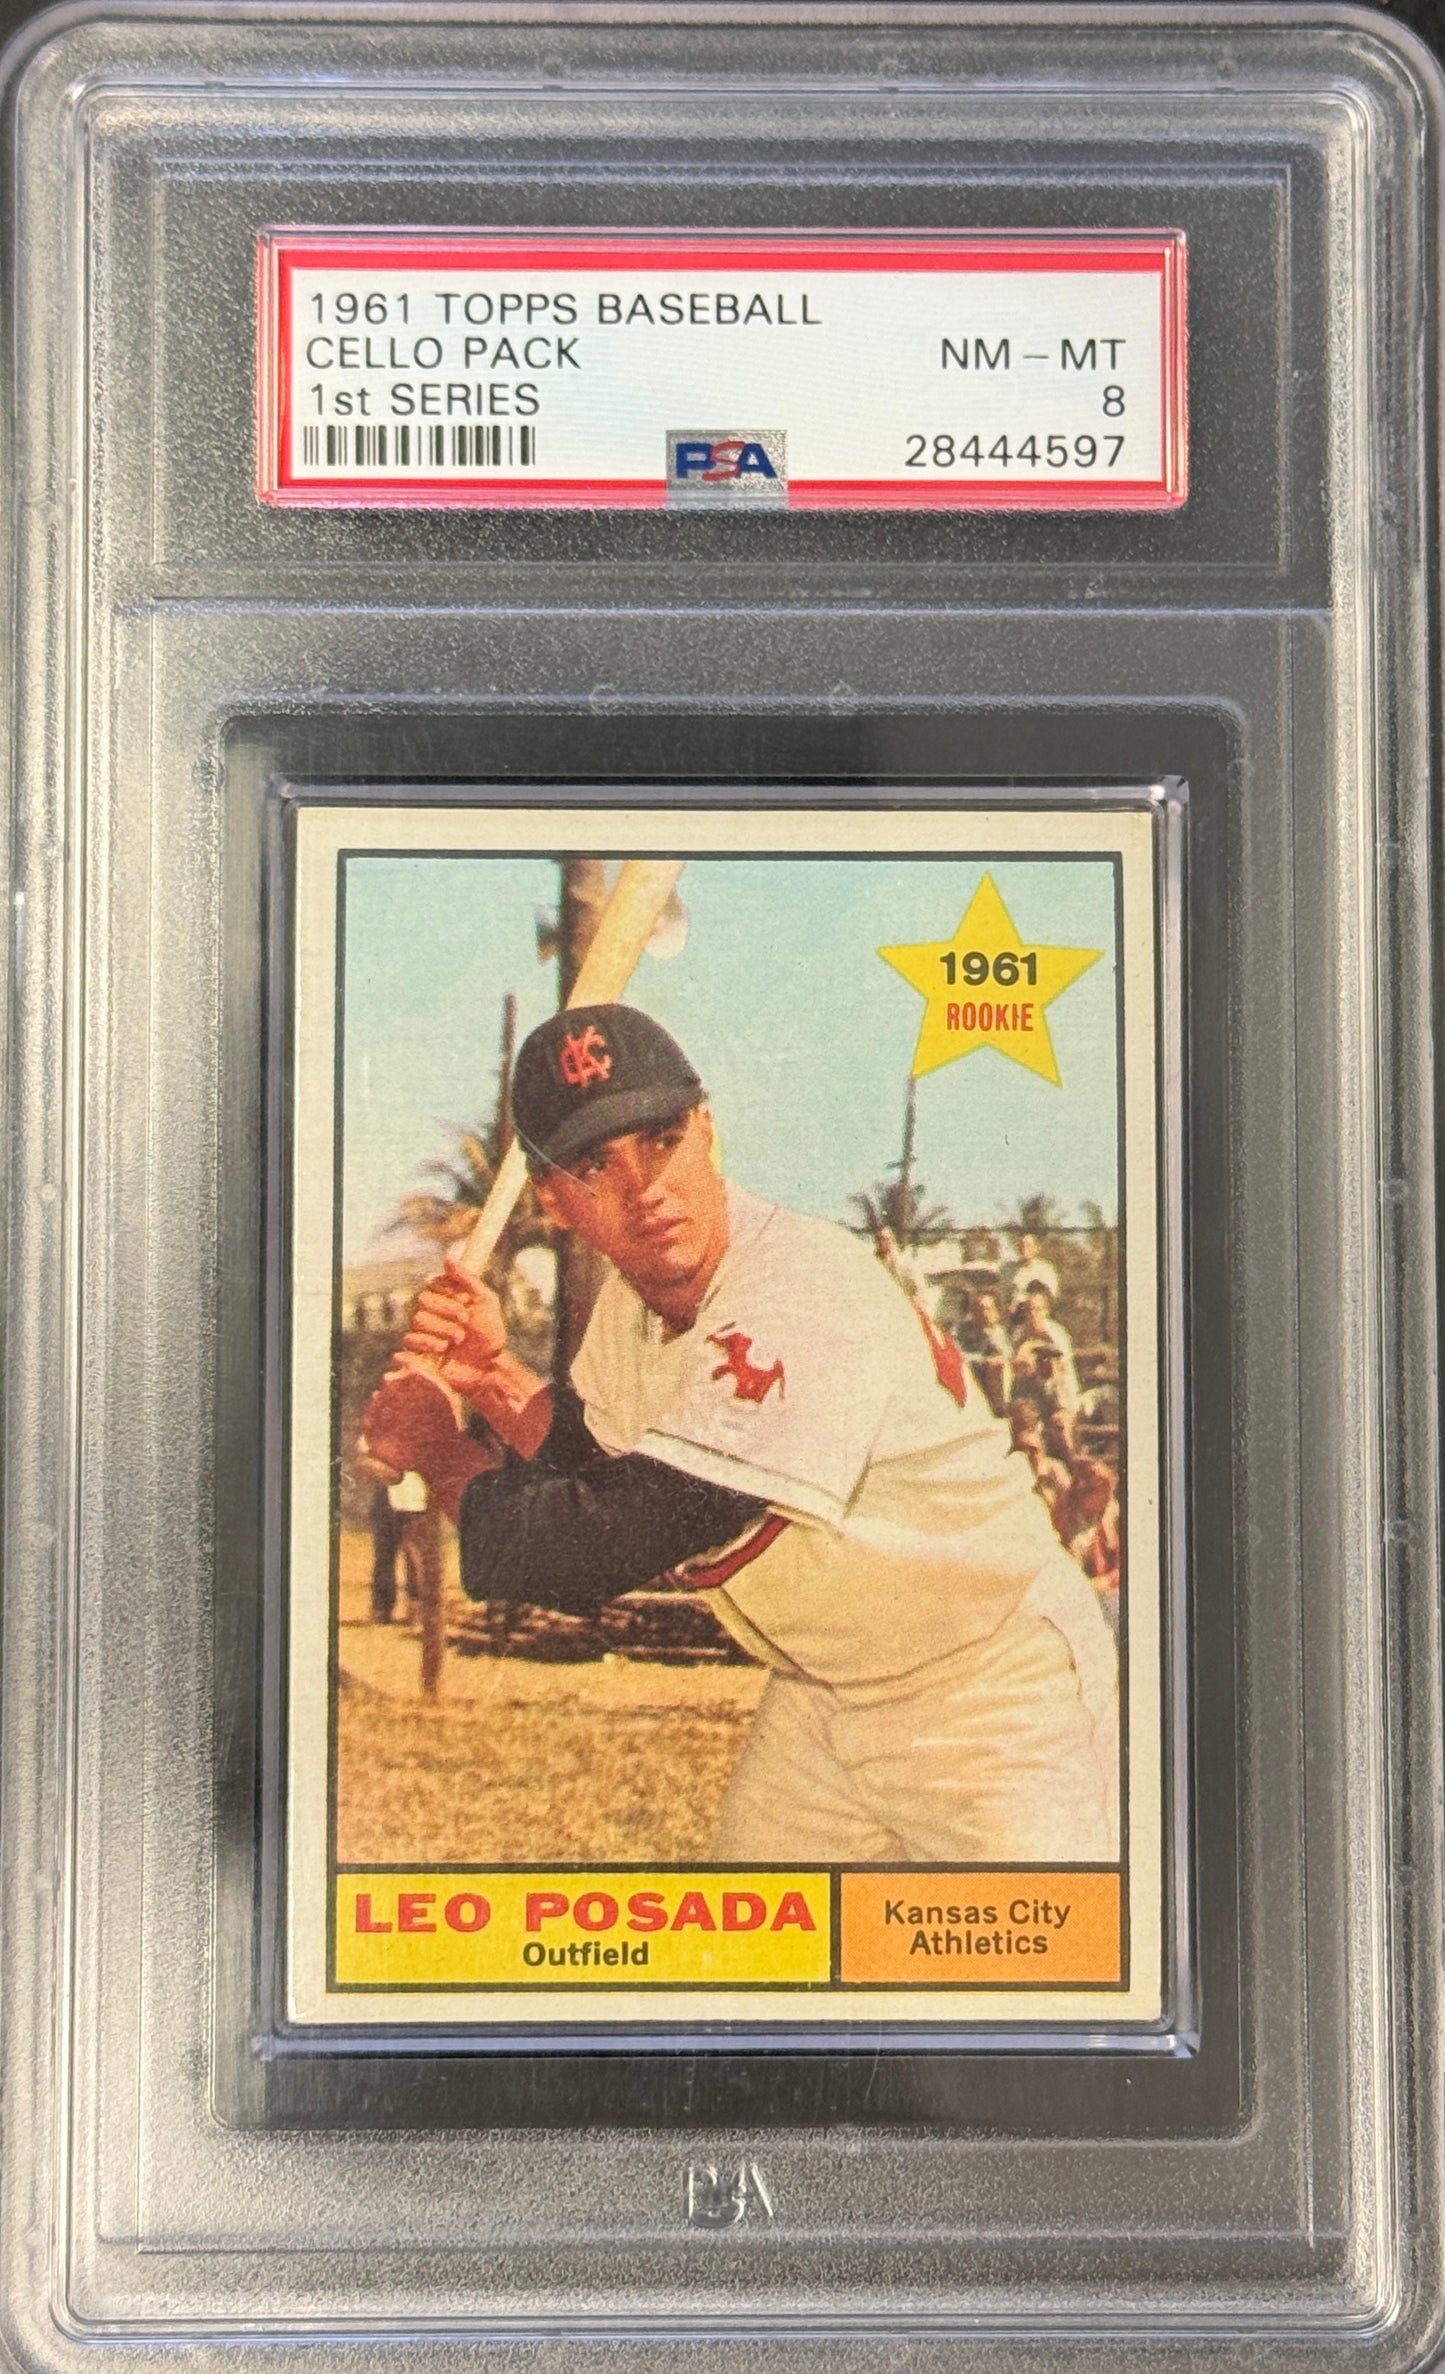 1961 TOPPS BASEBALL
CELLO PACK
1st SERIES
NM - MT
8
28444597
PSA
1961
ROOKIE
KC
LEO POSADA
Outfield
Kansas City
Athletics
PSA